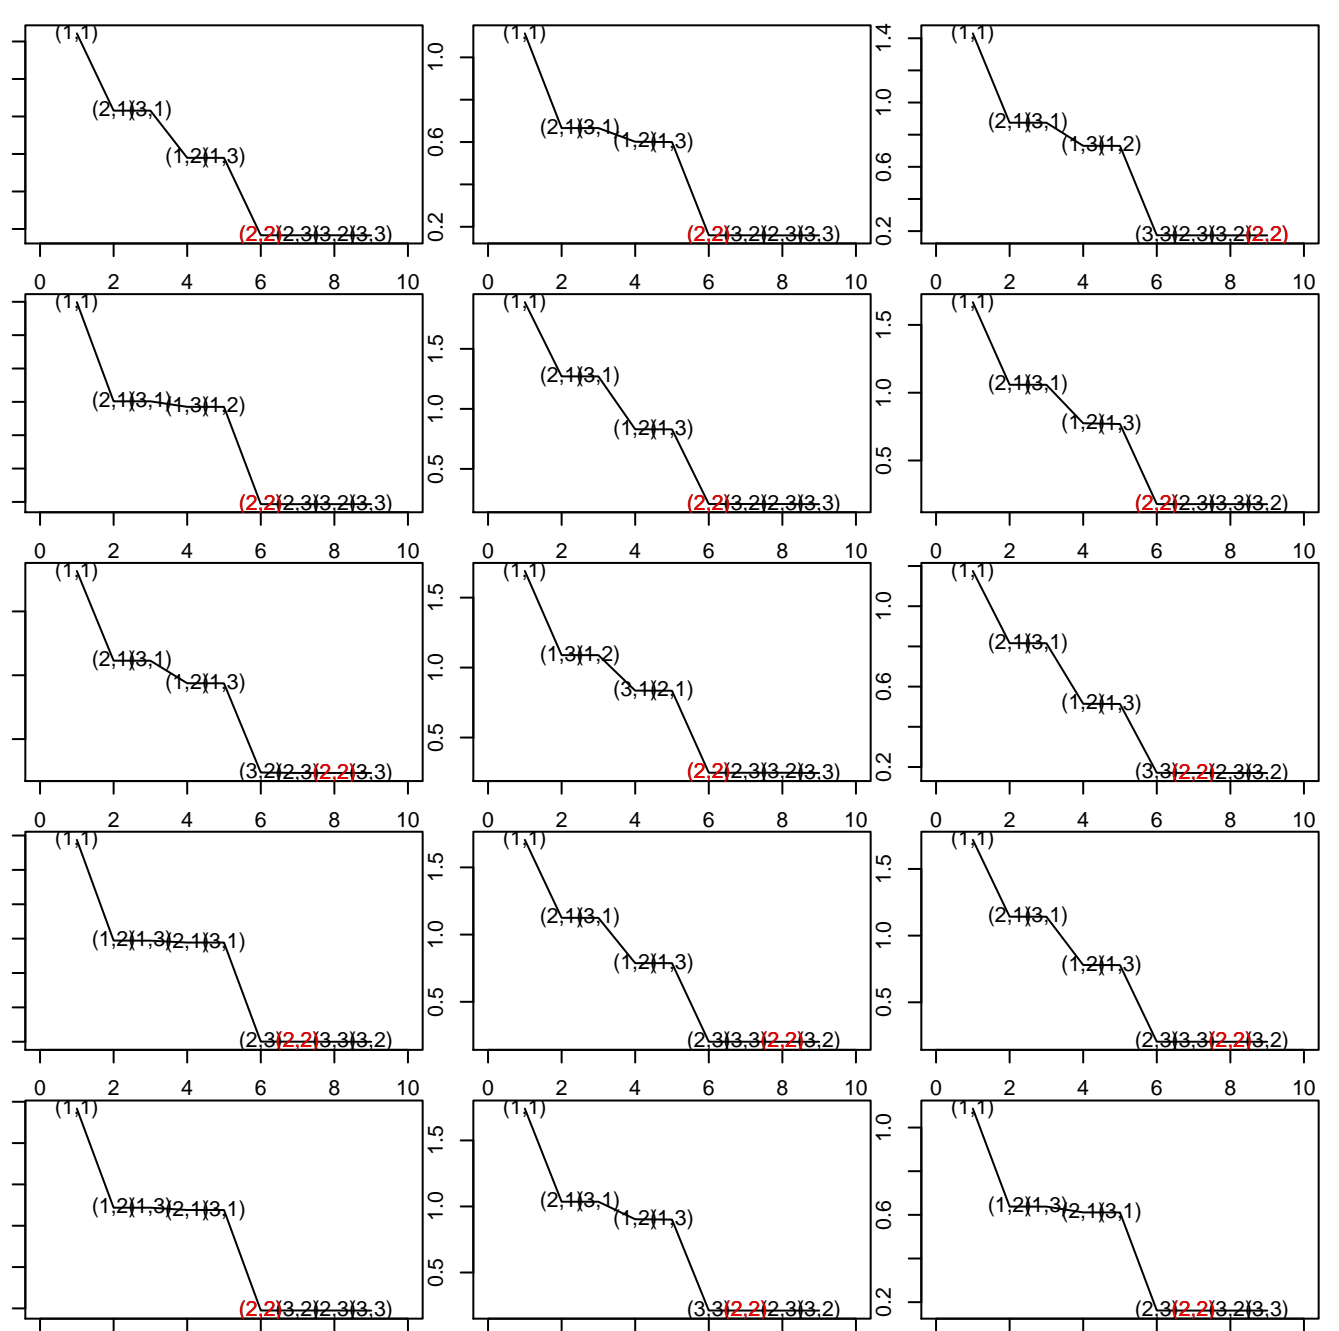 (1,1) (1,1) (1,1)
1.0 1.4
(2,1)(3,1) (2,1)(3,1) (2,1)(3,1)
1.0
(1,2)(1,3) (1,2)(1,3) (1,3)(1,2)
0.6 0.6
(2,2)(2,3)(3,2)(3,3) (2,2)(3,2)(2,3)(3,3) (3,3)(2,3)(3,2)(2,2)
0.2 0.2
0 2 4 6 8 10 0 2 4 6 8 10 0 2 4 6 8 10
(1,1) (1,1) (1,1)
1.5 1.5
(2,1)(3,1)(1,3)(1,2) (2,1)(3,1) (2,1)(3,1)
1.0 1.0
(1,2)(1,3) (1,2)(1,3)
0.5 0.5
(2,2)(2,3)(3,2)(3,3) (2,2)(3,2)(2,3)(3,3) (2,2)(2,3)(3,3)(3,2)
0 2 4 6 8 10 0 2 4 6 8 10 0 2 4 6 8 10
(1,1) (1,1) (1,1)
1.5 1.0
(2,1)(3,1) (1,3)(1,2) (2,1)(3,1)
1.0 0.6
(1,2)(1,3) (3,1)(2,1) (1,2)(1,3)
0.5 0.2
(3,2)(2,3)(2,2)(3,3) (2,2)(2,3)(3,2)(3,3) (3,3)(2,2)(2,3)(3,2)
0 2 4 6 8 10 0 2 4 6 8 10 0 2 4 6 8 10
(1,1) (1,1) (1,1)
1.5 1.5
(1,2)(1,3)(2,1)(3,1) (2,1)(3,1) (2,1)(3,1)
1.0 1.0
(1,2)(1,3) (1,2)(1,3)
0.5 0.5
(2,3)(2,2)(3,3)(3,2) (2,3)(3,3)(2,2)(3,2) (2,3)(3,3)(2,2)(3,2)
0 2 4 6 8 10 0 2 4 6 8 10 0 2 4 6 8 10
(1,1) (1,1) (1,1)
1.5 1.0
(1,2)(1,3)(2,1)(3,1) (2,1)(3,1) (1,2)(1,3)(2,1)(3,1)
1.0 0.6
(1,2)(1,3)
0.5 0.2
(2,2)(3,2)(2,3)(3,3) (3,3)(2,2)(2,3)(3,2) (2,3)(2,2)(3,2)(3,3)